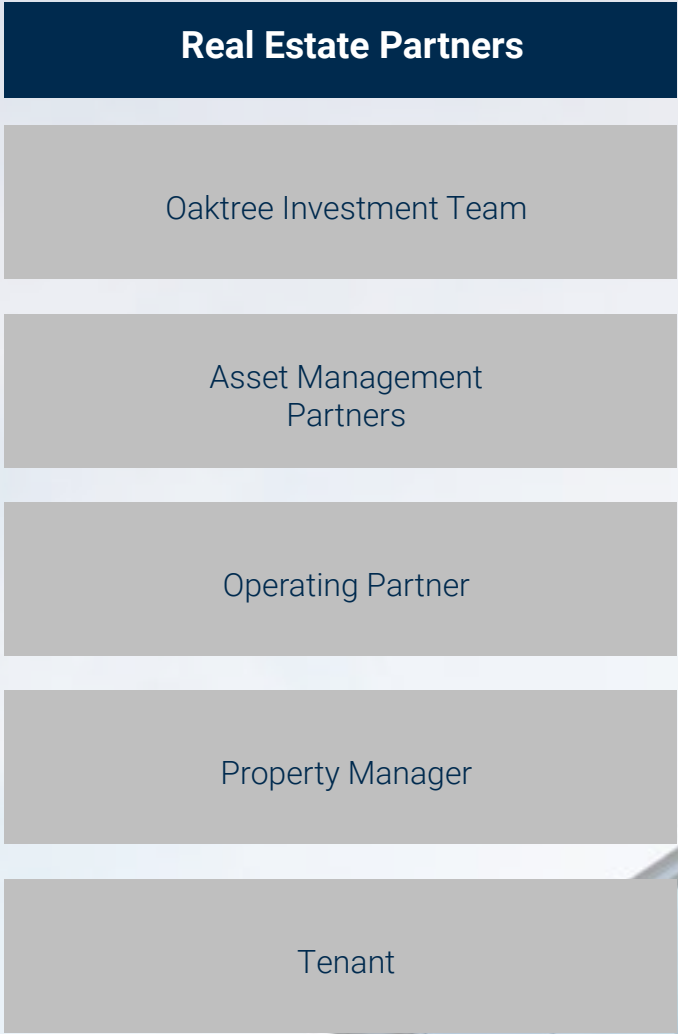 Real Estate Partners
Oaktree Investment Team
Asset Management
Partners
Operating Partner
Property Manager
Tenant